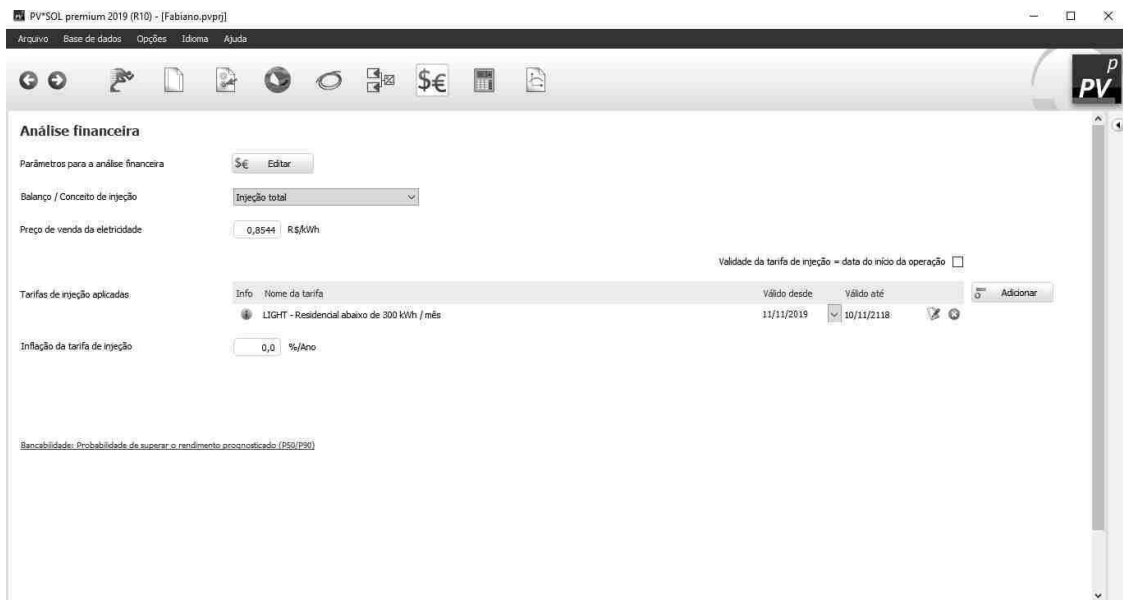 PV PV*SOL premium 2019 (R10) - [Fabiano.pvprj]
Arquivo Base de dados Opções Idioma Ajuda
$€
p
PV
Análise financeira
Parâmetros para a análise financeira $€ Editar
Balanço / Conceito de injeção Injeção total
Preço de venda da eletricidade 0,8544 R$/kWh
Validade da tarifa de injeção = data do início da operação
Tarifas de injeção aplicadas Info Nome da tarifa Válido desde Válido até Adicionar
LIGHT - Residencial abaixo de 300 kWh / mês 11/11/2019 10/11/2118
Inflação da tarifa de injeção 0,0 %/Ano
Bancabilidade: Probabilidade de superar o rendimento prognosticado (P50/P90)